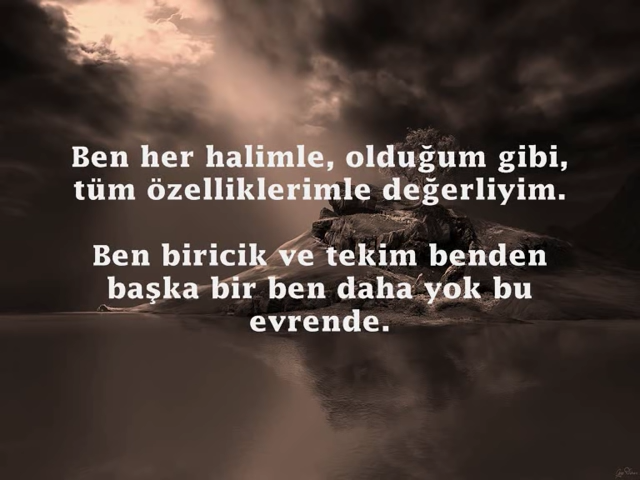 Ben her halimle, olduğum gibi,
tüm özelliklerimle değerliyim.
Ben biricik ve tekim benden
başka bir ben daha yok bu
evrende.